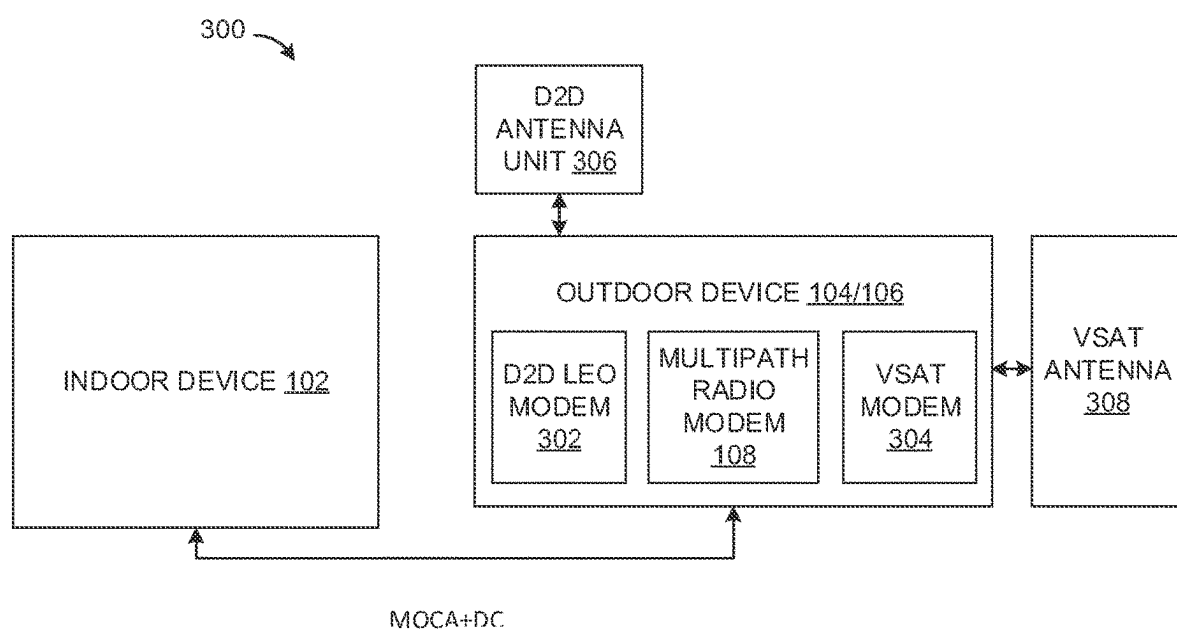 300
D2D
ANTENNA
UNIT 306
OUTDOOR DEVICE 104/106
INDOOR DEVICE 102
D2D LEO
MODEM
302
MULTIPATH
RADIO
MODEM
108
VSAT
MODEM
304
VSAT
ANTENNA
308
MOCA+DC